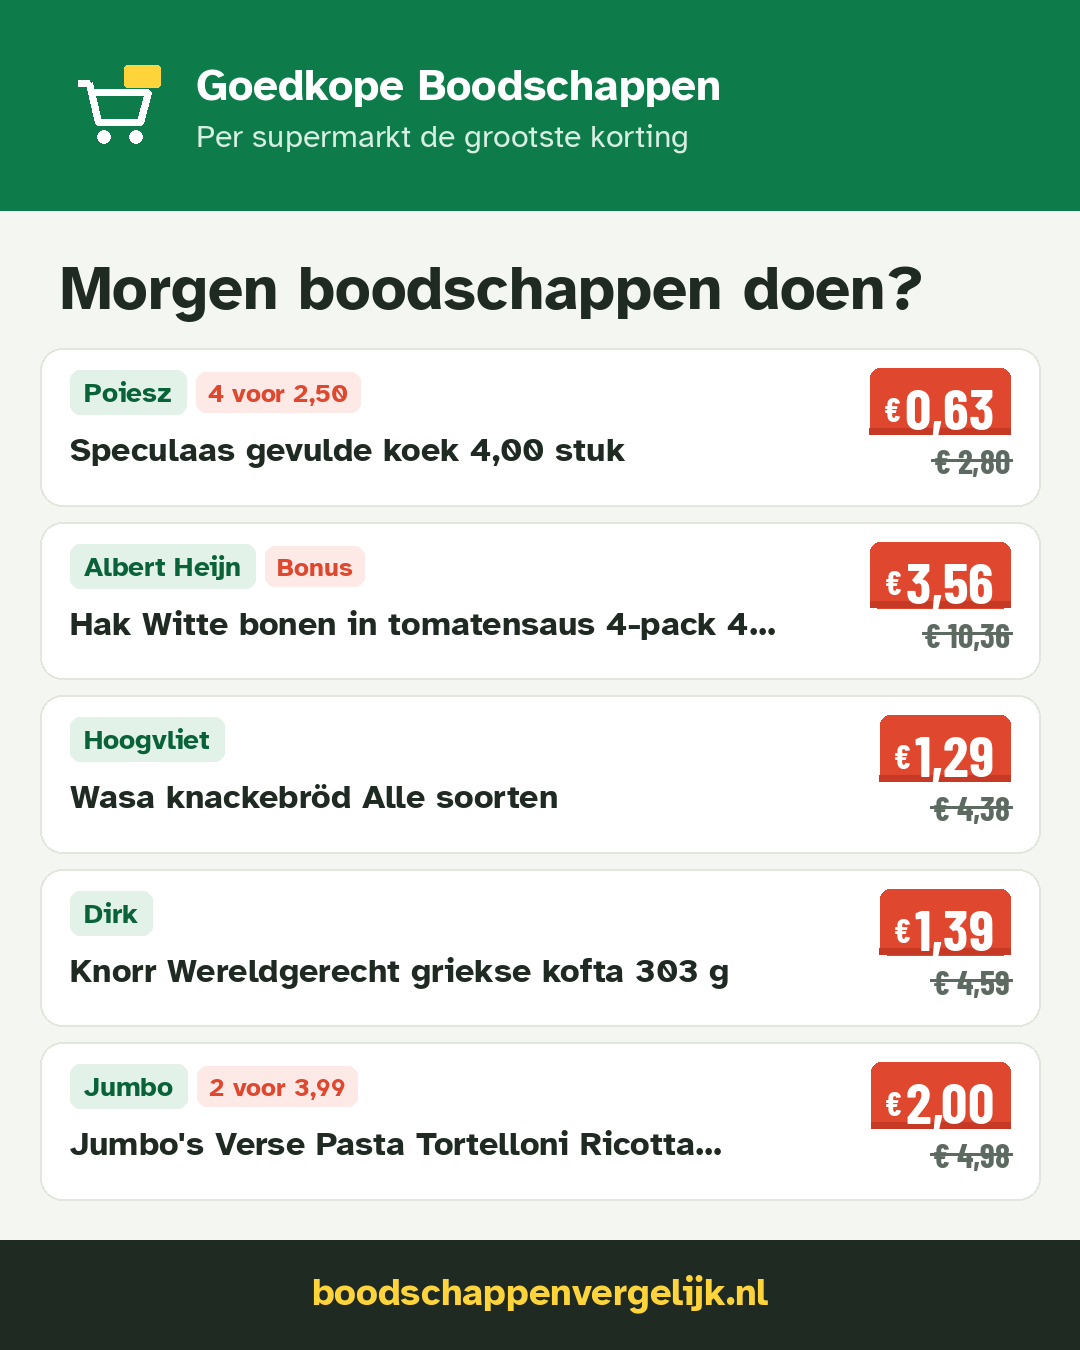 Goedkope Boodschappen
Per supermarkt de grootste korting
Morgen boodschappen doen?
Poiesz 4 voor 2,50
€ 0,63
Speculaas gevulde koek 4,00 stuk
€ 2,80
Albert Heijn Bonus
€ 3,56
Hak Witte bonen in tomatensaus 4-pack 4...
€ 10,36
Hoogvliet
€ 1,29
Wasa knackebröd Alle soorten
€ 4,38
Dirk
€ 1,39
Knorr Wereldgerecht griekse kofta 303 g
€ 4,59
Jumbo 2 voor 3,99
€ 2,00
Jumbo's Verse Pasta Tortelloni Ricotta...
€ 4,98
boodschappenvergelijk.nl